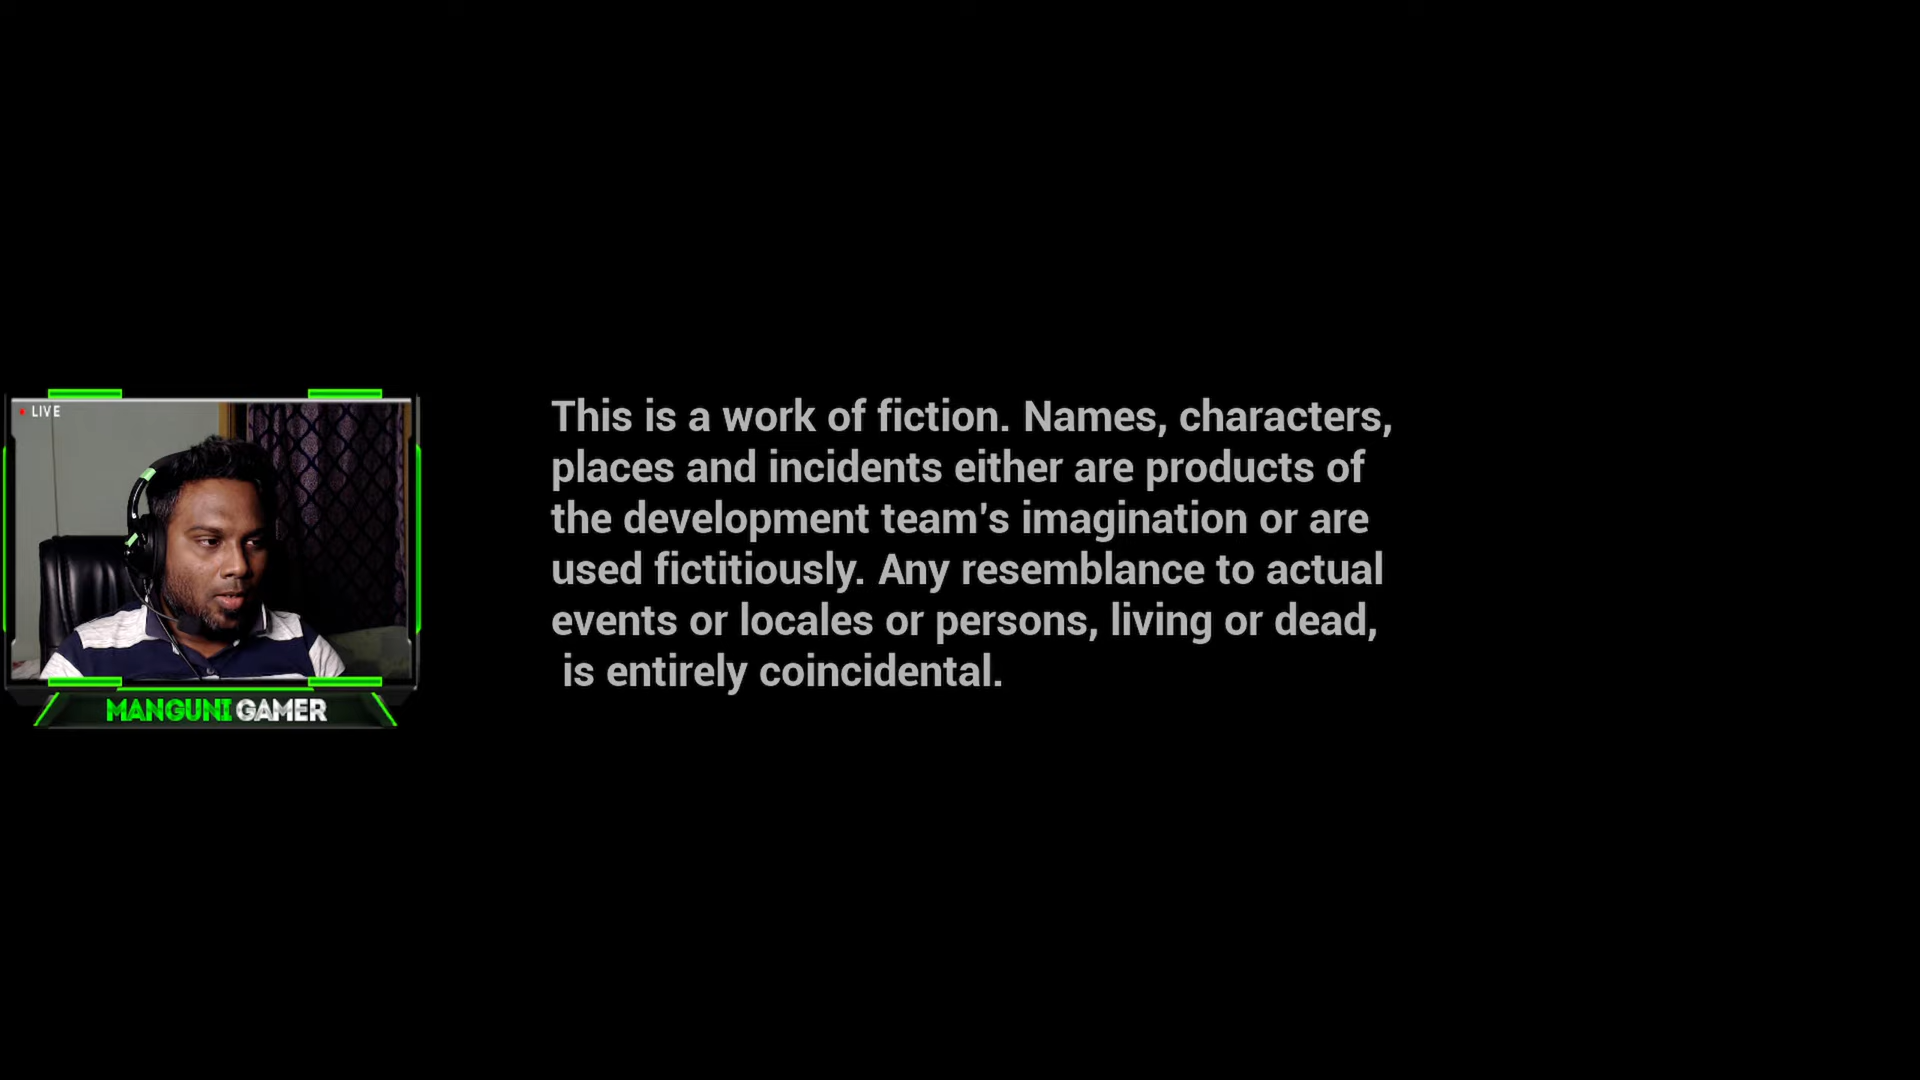 LIVE
MANGUNI GAMER
This is a work of fiction. Names, characters,
places and incidents either are products of
the development team's imagination or are
used fictitiously. Any resemblance to actual
events or locales or persons, living or dead,
is entirely coincidental.